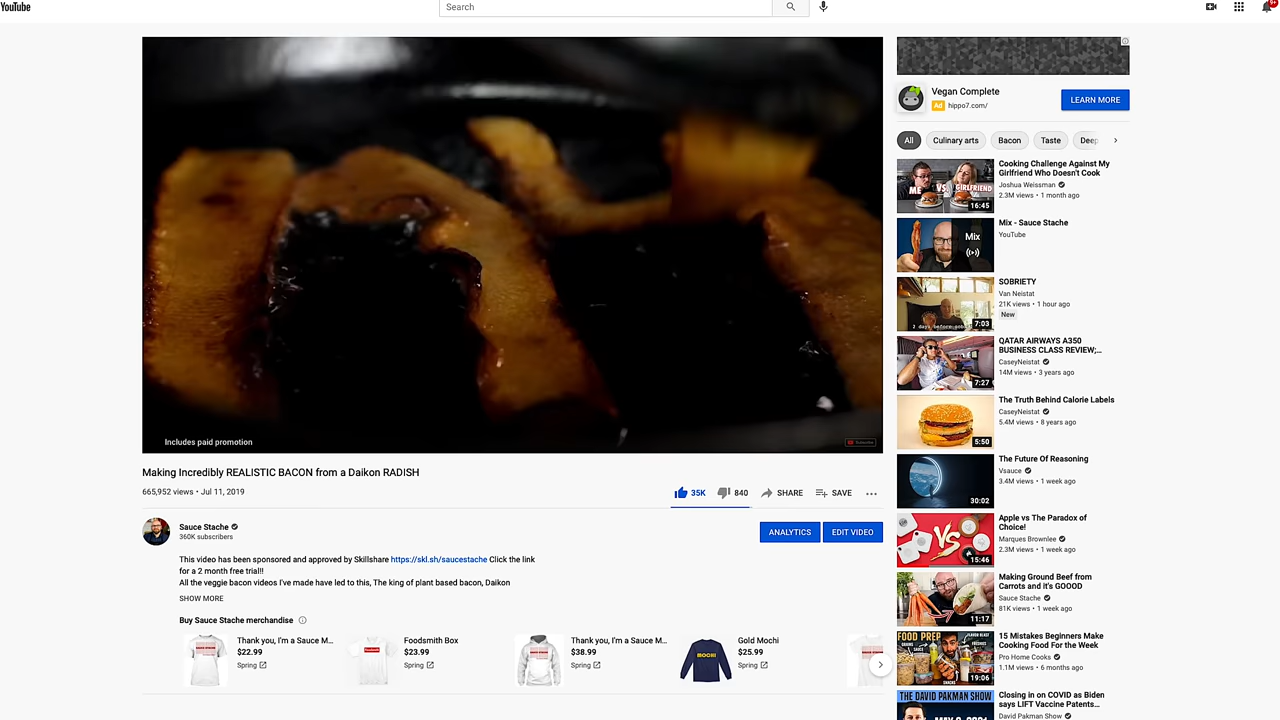 YouTube
Search
9+
Includes paid promotion
Subscribe
Making Incredibly REALISTIC BACON from a Daikon RADISH
665,952 views • Jul 11, 2019
35K
840
SHARE
SAVE
Sauce Stache
360K subscribers
ANALYTICS
EDIT VIDEO
This video has been sponsored and approved by Skillshare https://skl.sh/saucestache Click the link
for a 2 month free trial!!
All the veggie bacon videos I've made have led to this, The king of plant based bacon, Daikon
SHOW MORE
Buy Sauce Stache merchandise
Thank you, I'm a Sauce M...
$22.99
Spring
Foodsmith Box
$23.99
Spring
Thank you, I'm a Sauce M...
$38.99
Spring
MOCHI
Gold Mochi
$25.99
Spring
Vegan Complete
Ad hippo7.com/
LEARN MORE
All
Culinary arts
Bacon
Taste
Deep
ME VS GIRLFRIEND
16:45
Cooking Challenge Against My
Girlfriend Who Doesn't Cook
Joshua Weissman
2.3M views • 1 month ago
Mix
Mix - Sauce Stache
YouTube
7:03
SOBRIETY
Van Neistat
21K views • 1 hour ago
New
7:27
QATAR AIRWAYS A350
BUSINESS CLASS REVIEW;...
CaseyNeistat
14M views • 3 years ago
5:50
The Truth Behind Calorie Labels
CaseyNeistat
5.4M views • 8 years ago
30:02
The Future Of Reasoning
Vsauce
3.4M views • 1 week ago
VS
15:46
Apple vs The Paradox of
Choice!
Marques Brownlee
2.3M views • 1 week ago
11:17
Making Ground Beef from
Carrots and it's GOOOD
Sauce Stache
81K views • 1 week ago
FOOD PREP
GRAINS
SAUCE
SNACKS
19:06
15 Mistakes Beginners Make
Cooking Food For the Week
Pro Home Cooks
1.1M views • 6 months ago
THE DAVID PAKMAN SHOW
Closing in on COVID as Biden
says LIFT Vaccine Patents...
David Pakman Show